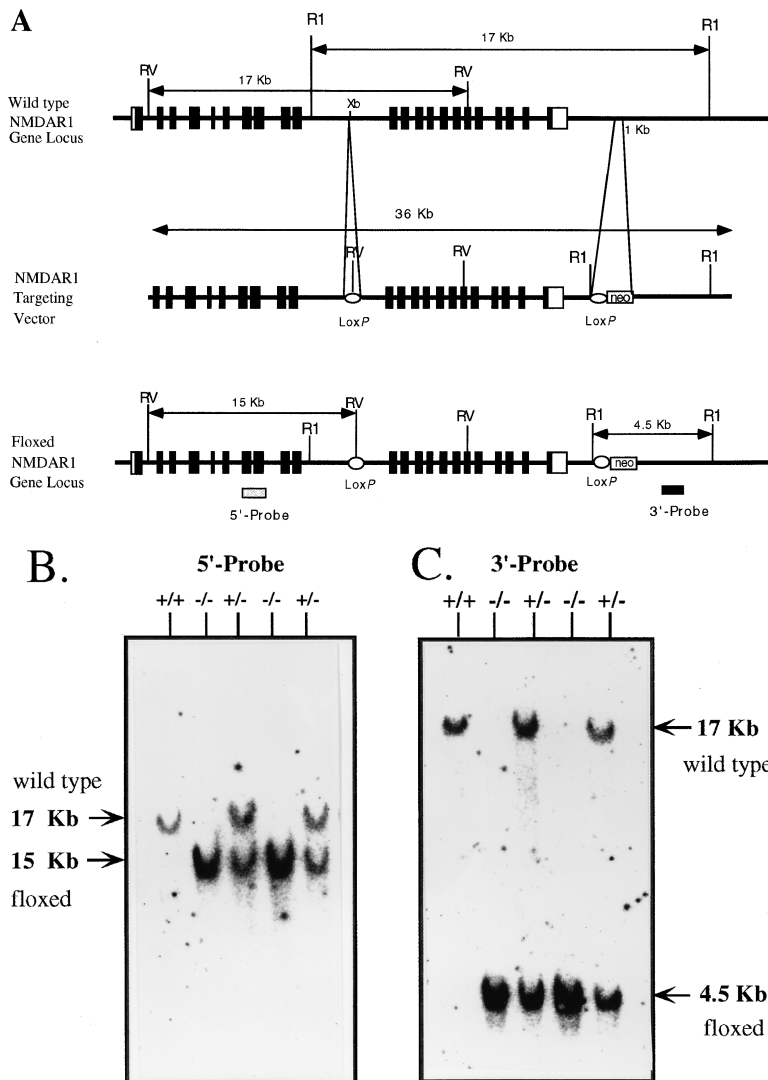 A
R1
R1
17 Kb
RV
17 Kb
RV
Xb
Wild type
NMDAR1
Gene Locus
1 Kb
36 Kb
NMDAR1
Targeting
Vector
RV
RV
R1
R1
neo
LoxP
LoxP
RV
15 Kb
RV
R1
RV
R1
4.5 Kb
R1
Floxed
NMDAR1
Gene Locus
neo
LoxP
LoxP
5'-Probe
3'-Probe
B.
5'-Probe
+/+ -/- +/- -/- +/-
wild type
17 Kb
15 Kb
floxed
C.
3'-Probe
+/+ -/- +/- -/- +/-
17 Kb
wild type
4.5 Kb
floxed